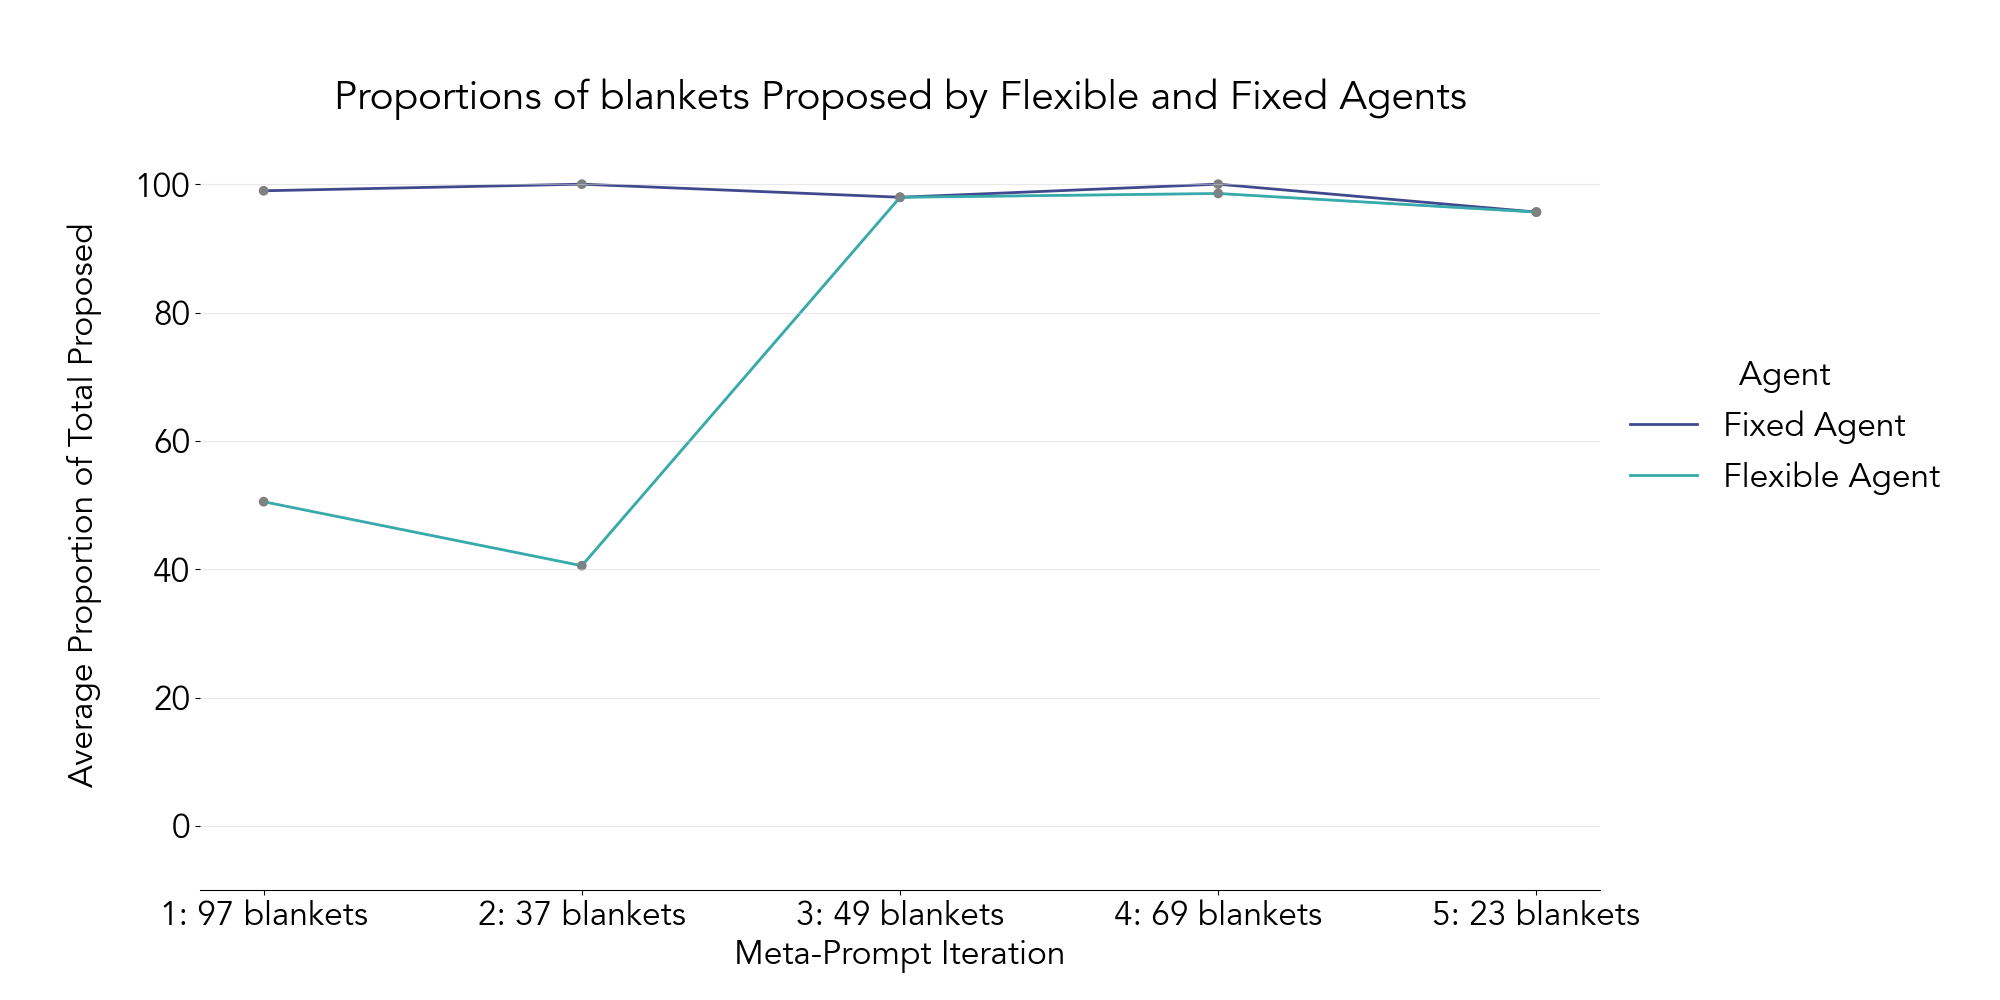 Proportions of blankets Proposed by Flexible and Fixed Agents
Average Proportion of Total Proposed
100
80
60
40
20
0
1: 97 blankets
2: 37 blankets
3: 49 blankets
4: 69 blankets
5: 23 blankets
Meta-Prompt Iteration
Agent
Fixed Agent
Flexible Agent